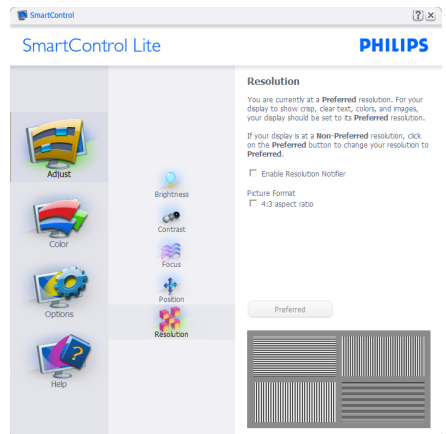 SmartControl
SmartControl Lite
PHILIPS
Adjust
Color
Options
Help
Brightness
Contrast
Focus
Position
Resolution
Resolution
You are currently at a Preferred resolution. For your
display to show crisp, clear text, colors, and images,
your display should be set to its Preferred resolution.
If your display is at a Non-Preferred resolution, click
on the Preferred button to change your resolution to
Preferred.
Enable Resolution Notifier
Picture Format
4:3 aspect ratio
Preferred